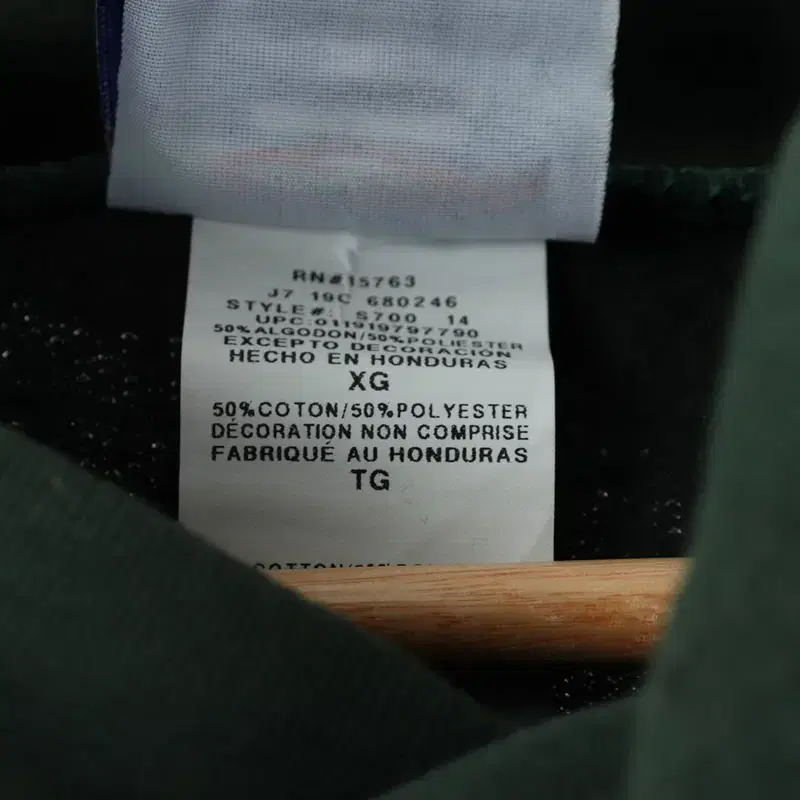 RN#15763
J7 19C 680246
STYLE#: S700 14
UPC:011919797790
50%ALGODON/50%POLIESTER
EXCEPTO DECORACIÓN
HECHO EN HONDURAS
XG
50%COTON/50%POLYESTER
DÉCORATION NON COMPRISE
FABRIQUÉ AU HONDURAS
TG